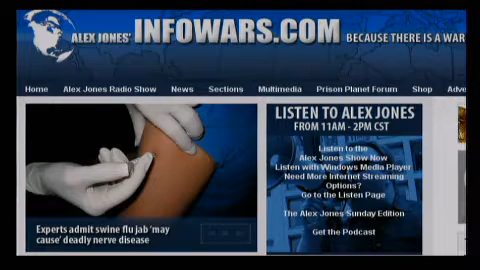 ALEX JONES' INFOWARS.COM BECAUSE THERE IS A WAR
Home Alex Jones Radio Show News Sections Multimedia Prison Planet Forum Shop Adve
LISTEN TO ALEX JONES
FROM 11AM - 2PM CST
Listen to the
Alex Jones Show Now
Listen with Windows Media Player
Need More Internet Streaming
Options?
Go to the Listen Page
The Alex Jones Sunday Edition
Get the Podcast
Experts admit swine flu jab 'may
cause' deadly nerve disease